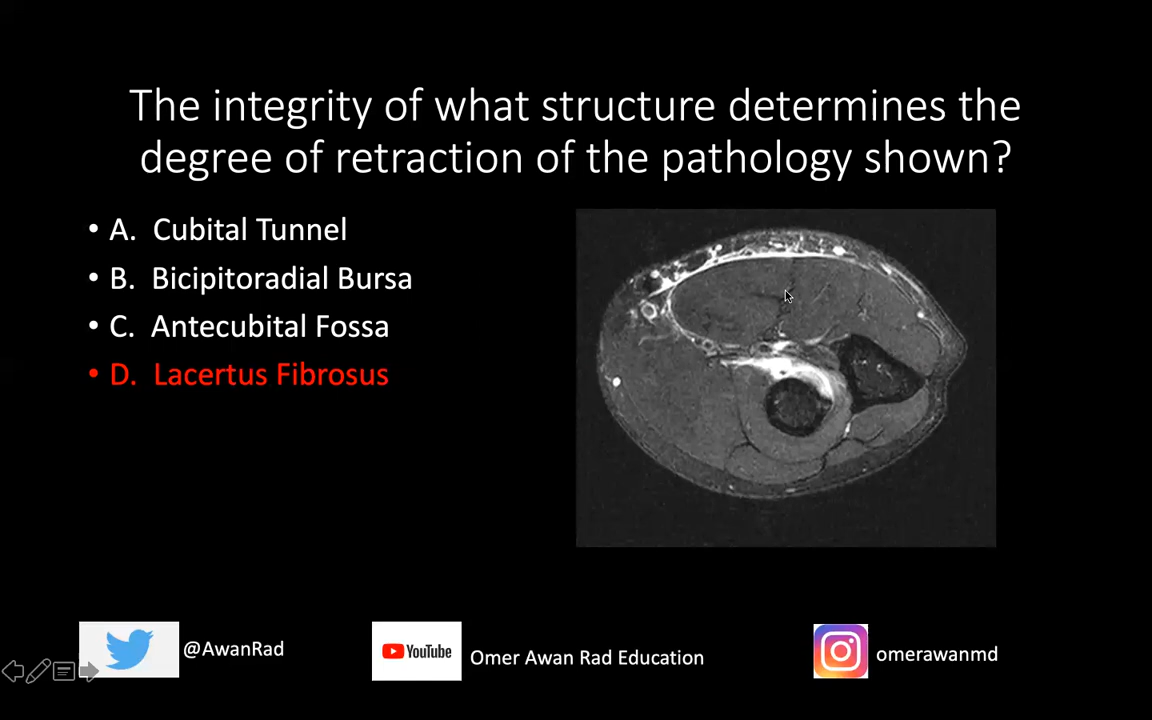 The integrity of what structure determines the
degree of retraction of the pathology shown?
• A. Cubital Tunnel
• B. Bicipitoradial Bursa
• C. Antecubital Fossa
• D. Lacertus Fibrosus
@AwanRad
YouTube
Omer Awan Rad Education
omerawanmd